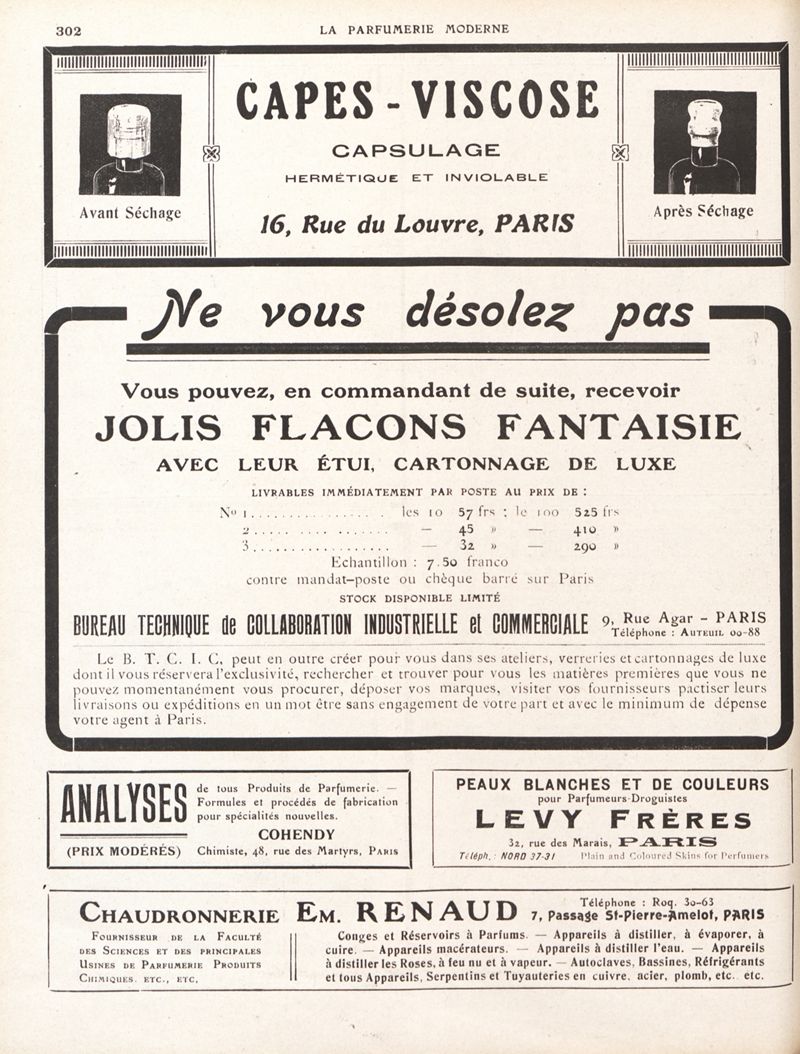 302
LA PARFUMERIE MODERNE
CAPES-VISCOSE
CAPSULAGE
HERMÉTIQUE ET INVIOLABLE
16, Rue du Louvre, PARIS
Avant Séchage
Après Séchage
Ne vous désolez pas
Vous pouvez, en commandant de suite, recevoir
JOLIS FLACONS FANTAISIE
AVEC LEUR ÉTUI, CARTONNAGE DE LUXE
LIVRABLES IMMÉDIATEMENT PAR POSTE AU PRIX DE :
No 1.................. les 10 57 frs ; le 100 525 frs
2..... ... ....... — 45 » — 410 »
3.................. — 32 » — 290 »
Echantillon : 7.50 franco
contre mandat-poste ou chèque barré sur Paris
STOCK DISPONIBLE LIMITÉ
BUREAU TECHNIQUE de COLLABORATION INDUSTRIELLE et COMMERCIALE 9, Rue Agar - PARIS
Téléphone : AUTEUIL 00-88
Le B. T. C. I. C, peut en outre créer pour vous dans ses ateliers, verreries et cartonnages de luxe
dont il vous réservera l'exclusivité, rechercher et trouver pour vous les matières premières que vous ne
pouvez momentanément vous procurer, déposer vos marques, visiter vos fournisseurs pactiser leurs
livraisons ou expéditions en un mot être sans engagement de votre part et avec le minimum de dépense
votre agent à Paris.
ANALYSES
(PRIX MODÉRÉS)
de tous Produits de Parfumerie. —
Formules et procédés de fabrication
pour spécialités nouvelles.
COHENDY
Chimiste, 48, rue des Martyrs, PARIS
PEAUX BLANCHES ET DE COULEURS
pour Parfumeurs-Droguistes
LEVY FRÈRES
32, rue des Marais, PARIS
Téléph. : NORD 37-31 Plain and Coloured Skins for Perfumers
CHAUDRONNERIE EM. RENAUD
Téléphone : Roq. 30-63
7, Passage St-Pierre-Amelot, PARIS
FOURNISSEUR DE LA FACULTÉ
DES SCIENCES ET DES PRINCIPALES
USINES DE PARFUMERIE PRODUITS
CHIMIQUES. ETC., ETC.
Conges et Réservoirs à Parfums. — Appareils à distiller, à évaporer, à
cuire. — Appareils macérateurs. — Appareils à distiller l'eau. — Appareils
à distiller les Roses, à feu nu et à vapeur. — Autoclaves, Bassines, Réfrigérants
et tous Appareils, Serpentins et Tuyauteries en cuivre. acier, plomb, etc.. etc.